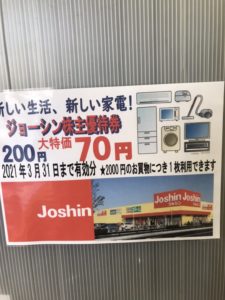 新しい生活、新しい家電!
ジョーシン株主優待券
200円 大特価 70円
2021年3月31日まで有効分 ★2000円のお買物につき1枚利用できます
Joshin
Joshin Joshin